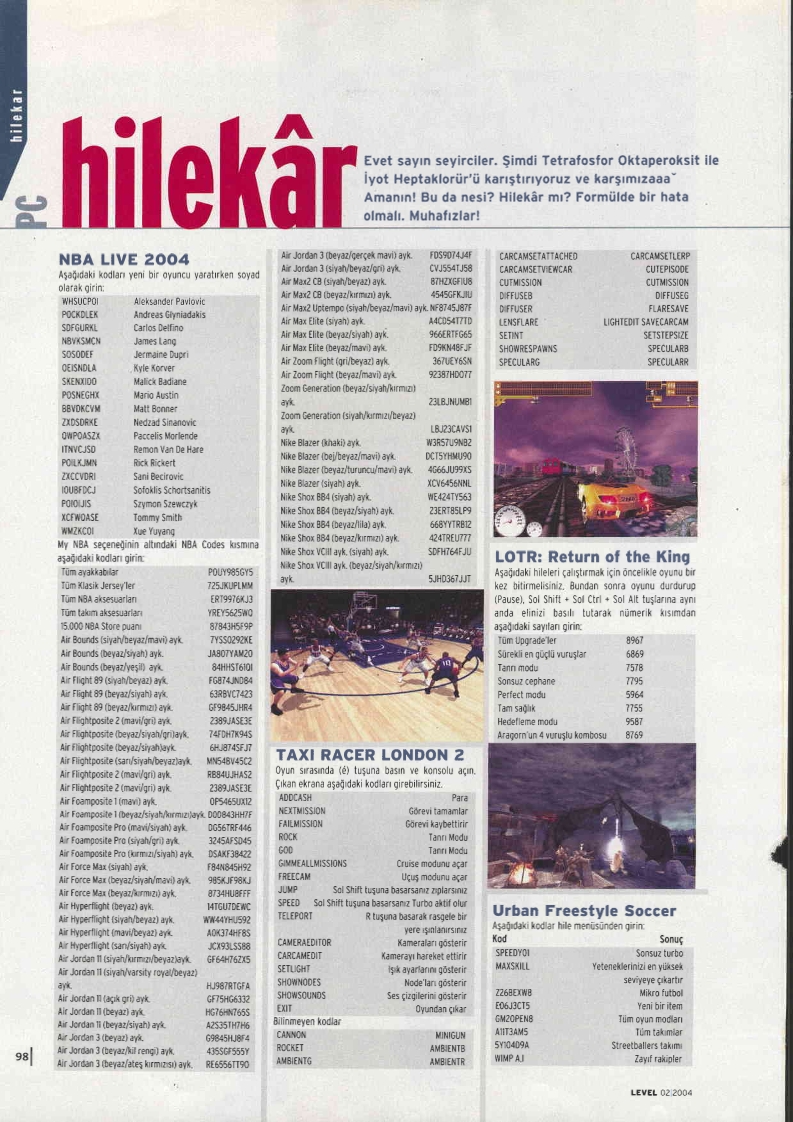 hilekar
PC
hilekâr
Evet sayın seyirciler. Şimdi Tetrafosfor Oktaperoksit ile
İyot Heptaklorür'ü karıştırıyoruz ve karşımızaaa˜
Amanın! Bu da nesi? Hilekâr mı? Formülde bir hata
olmalı. Muhafızlar!
NBA LIVE 2004
Aşağıdaki kodları yeni bir oyuncu yaratırken soyad
olarak girin:
WHSUCPOI Aleksander Pavlovic
POCKDLEK Andreas Glyniadakis
SDFGURKL Carlos Delfino
NBVKSMCN James Lang
SOSODEF Jermaine Dupri
OEISNDLA Kyle Korver
SKENXIDO Malick Badiane
POSNEGHX Mario Austin
BBVDKCVM Matt Bonner
ZXDSDRKE Nedzad Sinanovic
QWPOASZX Paccelis Morlende
ITNVCJSD Remon Van De Hare
POILKJMN Rick Rickert
ZXCCVDRI Sani Becirovic
IOUBFDCJ Sofoklis Schortsanitis
POIOIJIS Szymon Szewczyk
XCFWQASE Tommy Smith
WMZKCOI Xue Yuyang
My NBA seçeneğinin altındaki NBA Codes kısmına
aşağıdaki kodları girin:
Tüm ayakkabılar POUY985GY5
Tüm Klasik Jersey'ler 725JKUPLMM
Tüm NBA aksesuarları ERT9976KJ3
Tüm takım aksesuarları YREY5625WQ
15.000 NBA Store puanı 87843H5F9P
Air Bounds (siyah/beyaz/mavi) ayk. 7YSS0292KE
Air Bounds (beyaz/siyah) ayk. JA807YAM20
Air Bounds (beyaz/yeşil) ayk. 84HHST61QI
Air Flight 89 (siyah/beyaz) ayk. FG874JND84
Air Flight 89 (beyaz/siyah) ayk. 63RBVC7423
Air Flight 89 (beyaz/kırmızı) ayk. GF9845JHR4
Air Flightposite 2 (mavi/gri) ayk. 2389JASE3E
Air Flightposite (beyaz/siyah/gri)ayk. 74FDH7K94S
Air Flightposite (beyaz/siyah)ayk. 6HJ874SFJ7
Air Flightposite (sarı/siyah/beyaz)ayk. MN54BV45C2
Air Flightposite 2 (mavi/gri) ayk. RB84UJHAS2
Air Flightposite 2 (mavi/gri) ayk. 2389JASE3E
Air Foamposite 1 (mavi) ayk. OP5465UX12
Air Foamposite 1 (beyaz/siyah/kırmızı)ayk. DOD843HH7F
Air Foamposite Pro (mavi/siyah) ayk. DG56TRF446
Air Foamposite Pro (siyah/gri) ayk. 3245AFSD45
Air Foamposite Pro (kırmızı/siyah) ayk. DSAKF38422
Air Force Max (siyah) ayk. F84N845H92
Air Force Max (beyaz/siyah/mavi) ayk. 985KJF98KJ
Air Force Max (beyaz/kırmızı) ayk. 8734HU8FFF
Air Hyperflight (beyaz) ayk. 14TGU7DEWC
Air Hyperflight (siyah/beyaz) ayk. WW44YHU592
Air Hyperflight (mavi/beyaz) ayk. A0K374HF8S
Air Hyperflight (sarı/siyah) ayk. JCX93LSS88
Air Jordan 11 (siyah/kırmızı/beyaz)ayk. GF64H76ZX5
Air Jordan 11 (siyah/varsity royal/beyaz)
ayk. HJ987RTGFA
Air Jordan 11 (açık gri) ayk. GF75HG6332
Air Jordan 11 (beyaz) ayk. HG76HN765S
Air Jordan 11 (beyaz/siyah) ayk. A2S35TH7H6
Air Jordan 3 (beyaz) ayk. G9845HJ8F4
Air Jordan 3 (beyaz/kil rengi) ayk. 435SGF555Y
Air Jordan 3 (beyaz/ateş kırmızısı) ayk. RE6556TT90
Air Jordan 3 (beyaz/gerçek mavi) ayk. FDS9D74J4F
Air Jordan 3 (siyah/beyaz/gri) ayk. CVJ554TJ58
Air Max2 CB (siyah/beyaz) ayk. 87HZXGFIU8
Air Max2 CB (beyaz/kırmızı) ayk. 4545GFKJIU
Air Max2 Uptempo (siyah/beyaz/mavi) ayk. NF8745J87F
Air Max Elite (siyah) ayk. A4CD54T7TD
Air Max Elite (beyaz/siyah) ayk. 966ERTFG65
Air Max Elite (beyaz/mavi) ayk. FD9KN48FJF
Air Zoom Flight (gri/beyaz) ayk. 367UEY6SN
Air Zoom Flight (beyaz/mavi) ayk. 92387HD077
Zoom Generation (beyaz/siyah/kırmızı)
ayk. 23LBJNUMB1
Zoom Generation (siyah/kırmızı/beyaz)
ayk. LBJ23CAVS1
Nike Blazer (khaki) ayk. W3R57U9NB2
Nike Blazer (bej/beyaz/mavi) ayk. DCT5YHMU90
Nike Blazer (beyaz/turuncu/mavi) ayk. 4G66JU99XS
Nike Blazer (siyah) ayk. XCV6456NNL
Nike Shox BB4 (siyah) ayk. WE424TY563
Nike Shox BB4 (beyaz/siyah) ayk. 23ERT85LP9
Nike Shox BB4 (beyaz/lila) ayk. 668YYTRB12
Nike Shox BB4 (beyaz/kırmızı) ayk. 424TREU777
Nike Shox VCIII ayk. (siyah) ayk. SDFH764FJU
Nike Shox VCIII ayk. (beyaz/siyah/kırmızı)
ayk. 5JHD367JJT
TAXI RACER LONDON 2
Oyun sırasında (é) tuşuna basın ve konsolu açın.
Çıkan ekrana aşağıdaki kodları girebilirsiniz.
ADDCASH Para
NEXTMISSION Görevi tamamlar
FAILMISSION Görevi kaybettirir
ROCK Tanrı Modu
GOD Tanrı Modu
GIMMEALLMISSIONS Cruise modunu açar
FREECAM Uçuş modunu açar
JUMP Sol Shift tuşuna basarsanız zıplarsınız
SPEED Sol Shift tuşuna basarsanız Turbo aktif olur
TELEPORT R tuşuna basarak rasgele bir
yere ışınlanırsınız
CAMERAEDITOR Kameraları gösterir
CARCAMEDIT Kamerayı hareket ettirir
SETLIGHT Işık ayarlarını gösterir
SHOWNODES Node'ları gösterir
SHOWSOUNDS Ses çizgilerini gösterir
EXIT Oyundan çıkar
Bilinmeyen kodlar
CANNON MINIGUN
ROCKET AMBIENTB
AMBIENTG AMBIENTR
CARCAMSETATTACHED CARCAMSETLERP
CARCAMSETVIEWCAR CUTEPISODE
CUTMISSION CUTMISSION
DIFFUSEB DIFFUSEG
DIFFUSER FLARESAVE
LENSFLARE LIGHTEDIT SAVECARCAM
SETINT SETSTEPSIZE
SHOWRESPAWNS SPECULARB
SPECULARG SPECULARR
LOTR: Return of the King
Aşağıdaki hileleri çalıştırmak için öncelikle oyunu bir
kez bitirmelisiniz. Bundan sonra oyunu durdurup
(Pause), Sol Shift + Sol Ctrl + Sol Alt tuşlarına aynı
anda elinizi basılı tutarak nümerik kısımdan
aşağıdaki sayıları girin:
Tüm Upgrade'ler 8967
Sürekli en güçlü vuruşlar 6869
Tanrı modu 7578
Sonsuz cephane 7795
Perfect modu 5964
Tam sağlık 7755
Hedefleme modu 9587
Aragorn'un 4 vuruşlu kombosu 8769
Urban Freestyle Soccer
Aşağıdaki kodlar hile menüsünden girin:
Kod Sonuç
SPEEDY01 Sonsuz turbo
MAXSKILL Yeteneklerinizi en yüksek
seviyeye çıkartır
Z26BEXW8 Mikro futbol
E06J3CT5 Yeni bir item
GM20PEN8 Tüm oyun modları
A11T3AM5 Tüm takımlar
5Y104D9A Streetballers takımı
WIMP A.I Zayıf rakipler
98
LEVEL 02|2004